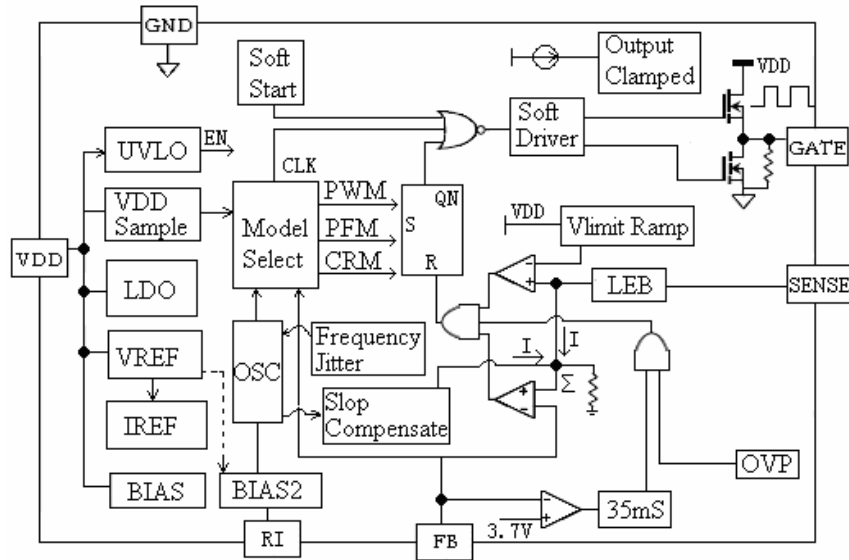 GND
Soft
Start
Output
Clamped
VDD
UVLO
EN
Soft
Driver
GATE
CLK
VDD
Sample
Model
Select
PWM
PFM
CRM
QN
S
R
VDD
Vlimit Ramp
VDD
LDO
LEB
SENSE
VREF
OSC
Frequency
Jitter
I
I
Σ
IREF
Slop
Compensate
BIAS
BIAS2
OVP
35mS
3.7V
RI
FB
-
+
+
-
-
+